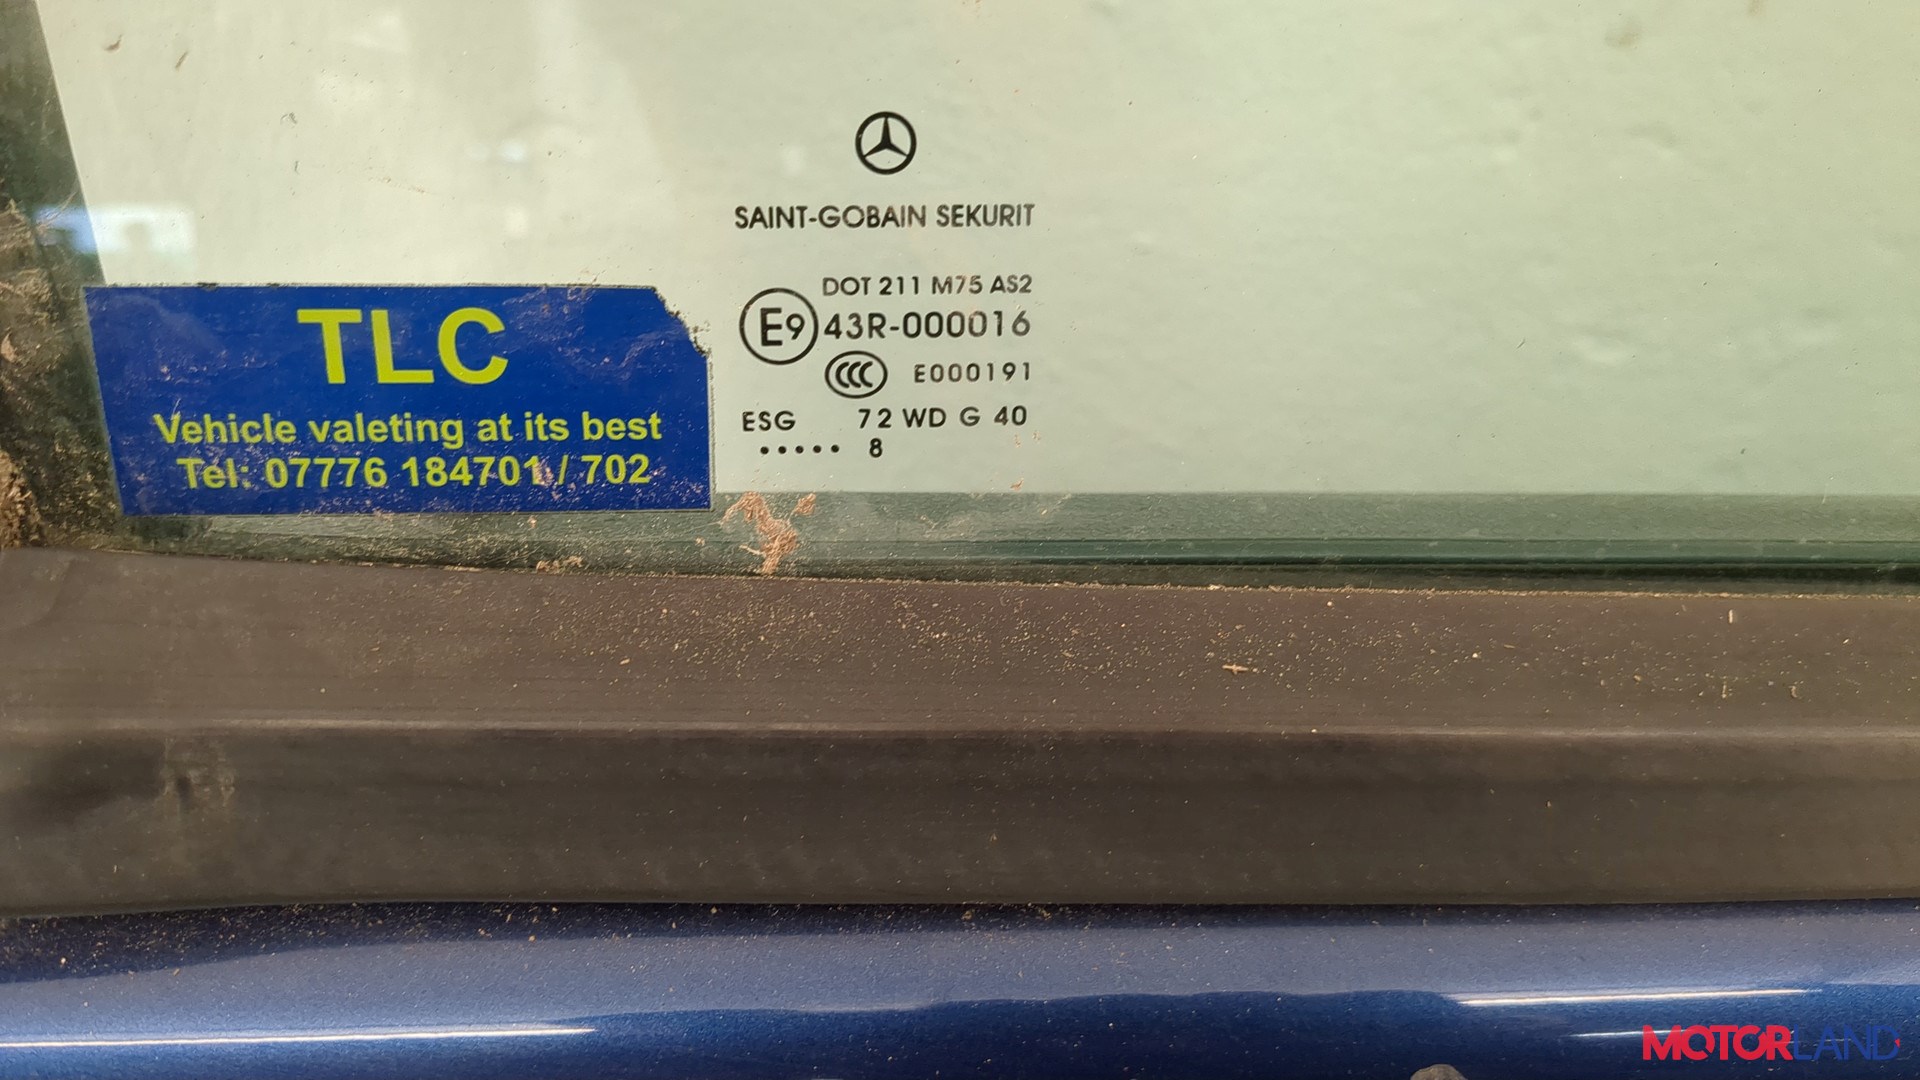 SAINT-GOBAIN SEKURIT
DOT 211 M75 AS2
E9 43R-000016
CCC E000191
ESG 72 WD G 40
..... 8
TLC
Vehicle valeting at its best
Tel: 07776 184701 / 702
MOTORLAND